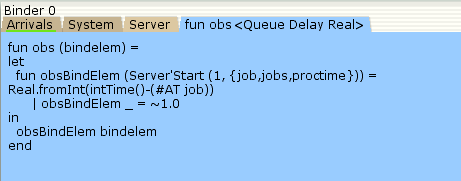 Binder 0
Arrivals System Server fun obs <Queue Delay Real>
fun obs (bindelem) =
let
  fun obsBindElem (Server'Start (1, {job,jobs,proctime})) =
Real.fromInt(intTime()-(#AT job))
      | obsBindElem _ = ~1.0
in
  obsBindElem bindelem
end